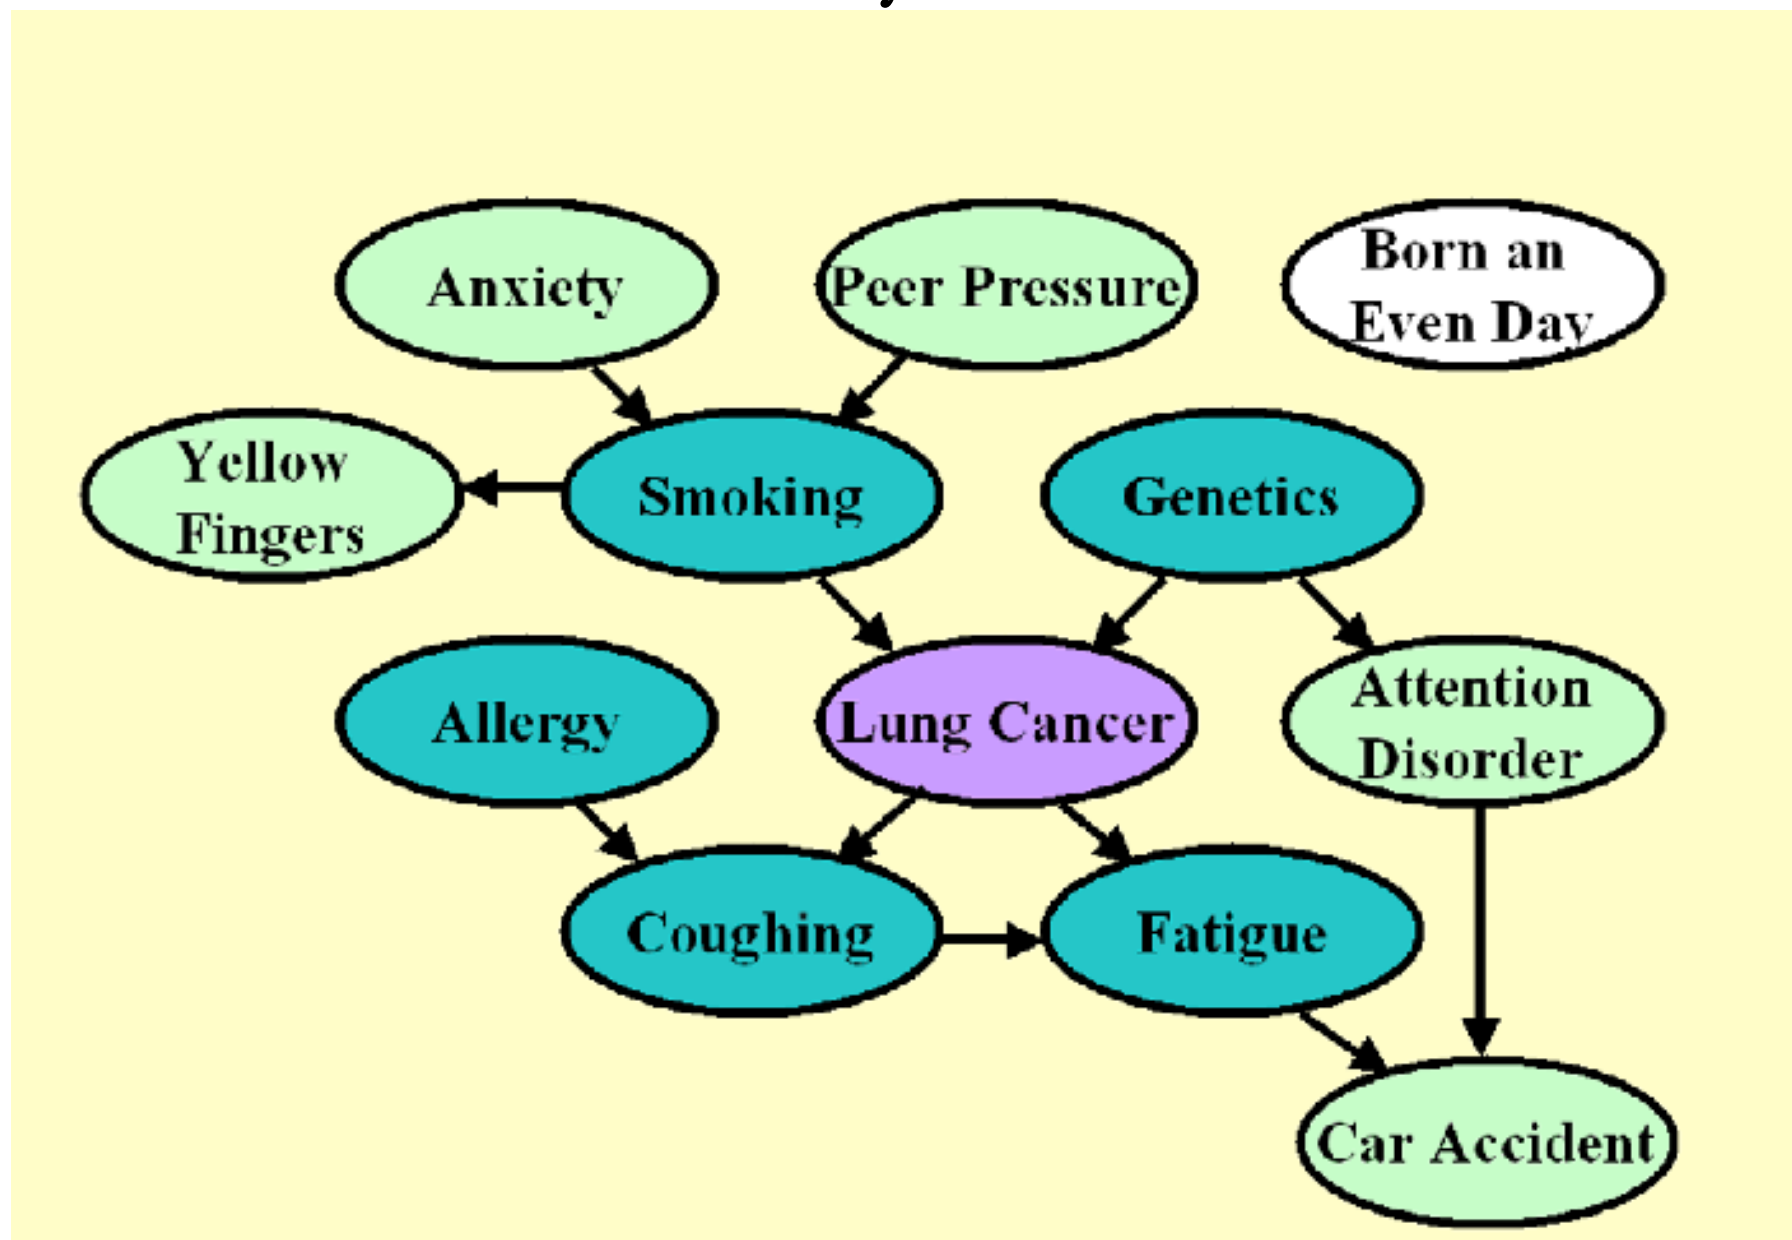 Anxiety
Peer Pressure
Born an
Even Day
Yellow
Fingers
Smoking
Genetics
Allergy
Lung Cancer
Attention
Disorder
Coughing
Fatigue
Car Accident